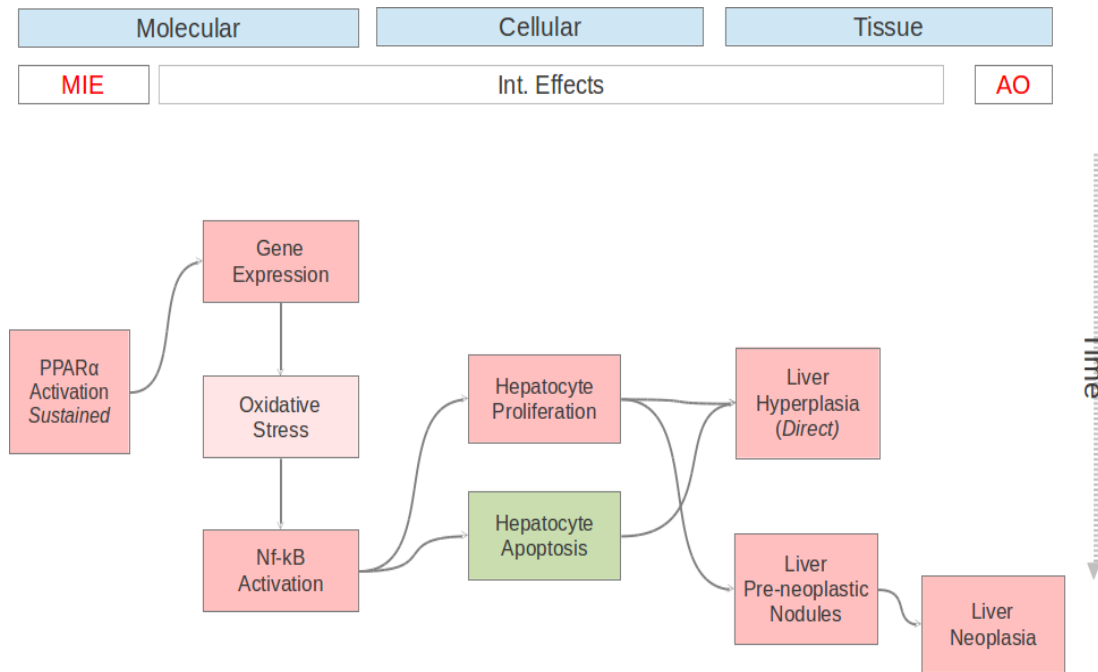 Molecular
Cellular
Tissue
MIE
Int. Effects
AO
Gene
Expression
PPARα
Activation
Sustained
Oxidative
Stress
Nf-kB
Activation
Hepatocyte
Proliferation
Hepatocyte
Apoptosis
Liver
Hyperplasia
(Direct)
Liver
Pre-neoplastic
Nodules
Liver
Neoplasia
Time